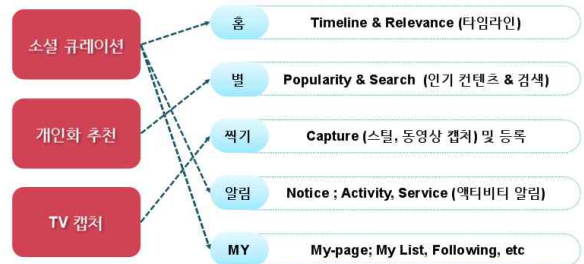 소셜 큐레이션
개인화 추천
TV 캡처
홈
Timeline & Relevance (타임라인)
별
Popularity & Search (인기 컨텐츠 & 검색)
찍기
Capture (스틸, 동영상 캡처) 및 등록
알림
Notice ; Activity, Service (액티비티 알림)
MY
My-page; My List, Following, etc